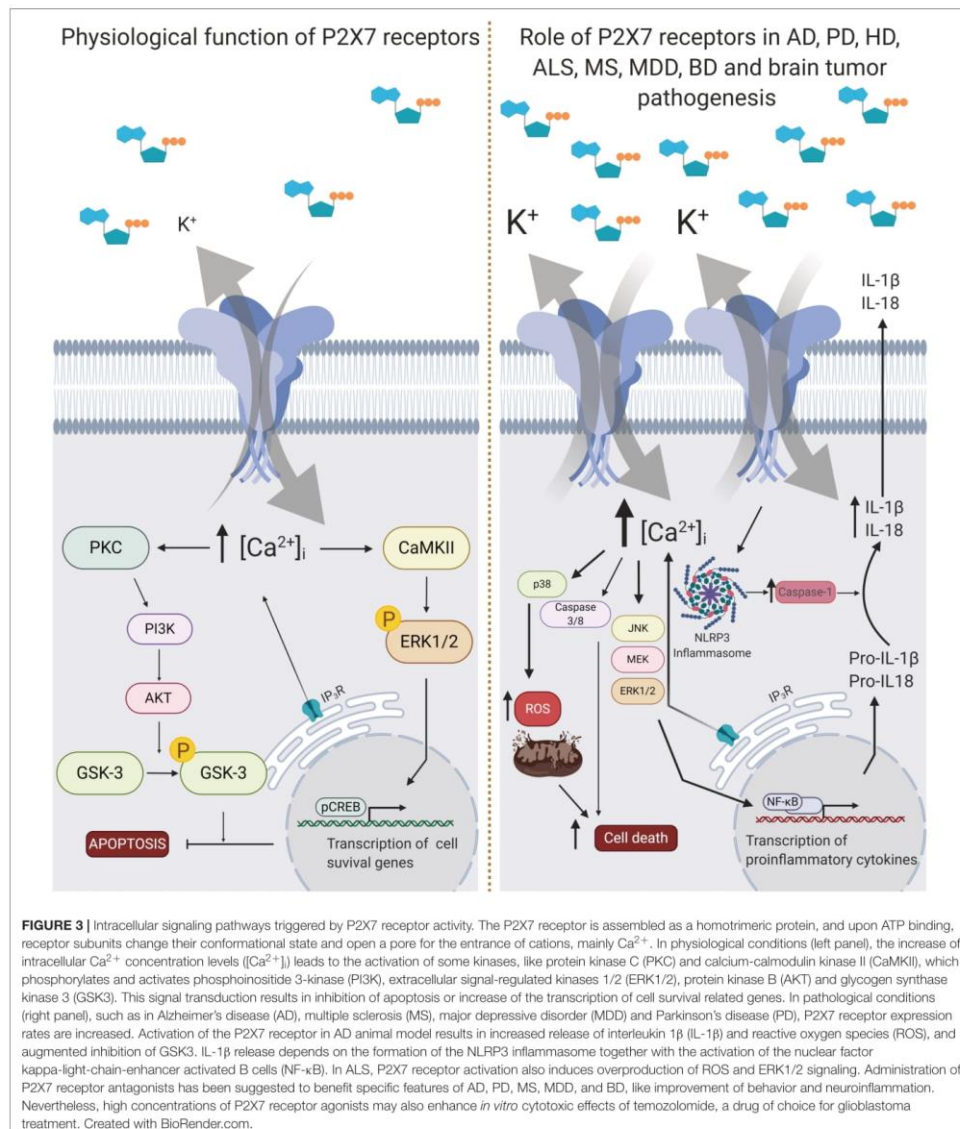 Physiological function of P2X7 receptors
K+
PKC
[Ca²⁺]i
CaMKII
PI3K
P
ERK1/2
AKT
IP₃R
P
GSK-3
GSK-3
pCREB
APOPTOSIS
Transcription of cell
suvival genes
Role of P2X7 receptors in AD, PD, HD,
ALS, MS, MDD, BD and brain tumor
pathogenesis
K+
K+
IL-1β
IL-18
[Ca²⁺]i
IL-1β
IL-18
p38
Caspase
3/8
JNK
MEK
ERK1/2
NLRP3
Inflammasome
Caspase-1
Pro-IL-1β
Pro-IL18
IP₃R
ROS
NF-κB
Cell death
Transcription of
proinflammatory cytokines
FIGURE 3 | Intracellular signaling pathways triggered by P2X7 receptor activity. The P2X7 receptor is assembled as a homotrimeric protein, and upon ATP binding,
receptor subunits change their conformational state and open a pore for the entrance of cations, mainly Ca²⁺. In physiological conditions (left panel), the increase of
intracellular Ca²⁺ concentration levels ([Ca²⁺]i) leads to the activation of some kinases, like protein kinase C (PKC) and calcium-calmodulin kinase II (CaMKII), which
phosphorylates and activates phosphoinositide 3-kinase (PI3K), extracellular signal-regulated kinases 1/2 (ERK1/2), protein kinase B (AKT) and glycogen synthase
kinase 3 (GSK3). This signal transduction results in inhibition of apoptosis or increase of the transcription of cell survival related genes. In pathological conditions
(right panel), such as in Alzheimer's disease (AD), multiple sclerosis (MS), major depressive disorder (MDD) and Parkinson's disease (PD), P2X7 receptor expression
rates are increased. Activation of the P2X7 receptor in AD animal model results in increased release of interleukin 1β (IL-1β) and reactive oxygen species (ROS), and
augmented inhibition of GSK3. IL-1β release depends on the formation of the NLRP3 inflammasome together with the activation of the nuclear factor
kappa-light-chain-enhancer activated B cells (NF-κB). In ALS, P2X7 receptor activation also induces overproduction of ROS and ERK1/2 signaling. Administration of
P2X7 receptor antagonists has been suggested to benefit specific features of AD, PD, MS, MDD, and BD, like improvement of behavior and neuroinflammation.
Nevertheless, high concentrations of P2X7 receptor agonists may also enhance in vitro cytotoxic effects of temozolomide, a drug of choice for glioblastoma
treatment. Created with BioRender.com.